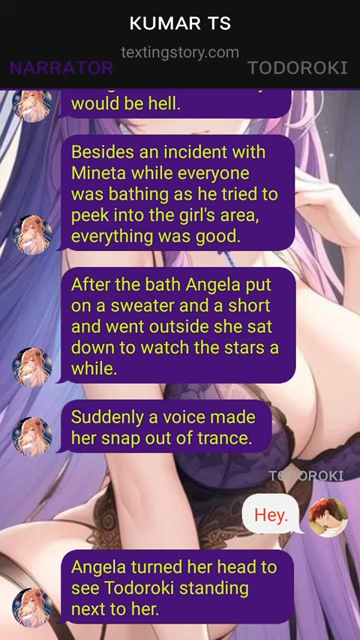 KUMAR TS
textingstory.com
NARRATOR
TODOROKI
would be hell.
Besides an incident with
Mineta while everyone
was bathing as he tried to
peek into the girl's area,
everything was good.
After the bath Angela put
on a sweater and a short
and went outside she sat
down to watch the stars a
while.
Suddenly a voice made
her snap out of trance.
TODOROKI
Hey.
Angela turned her head to
see Todoroki standing
next to her.